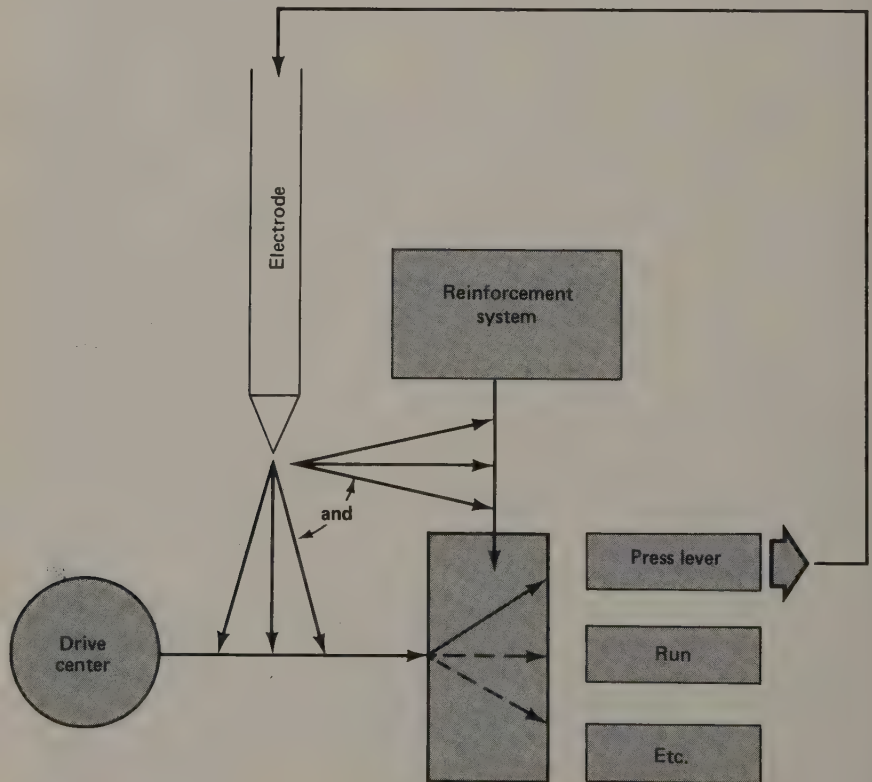 Electrode
Reinforcement
system
and
Press lever
Drive
center
Run
Etc.